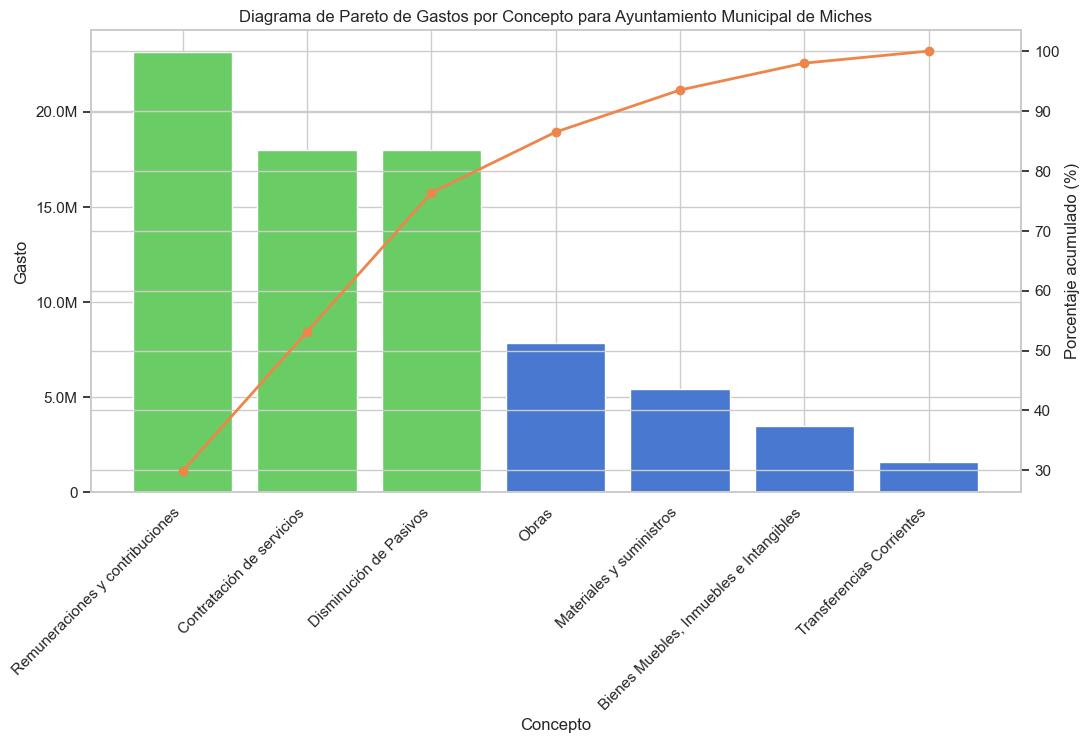 Diagrama de Pareto de Gastos por Concepto para Ayuntamiento Municipal de Miches
Gasto
20.0M
15.0M
10.0M
5.0M
0
100
90
80
70
60
50
40
30
Porcentaje acumulado (%)
Remuneraciones y contribuciones
Contratación de servicios
Disminución de Pasivos
Obras
Materiales y suministros
Bienes Muebles, Inmuebles e Intangibles
Transferencias Corrientes
Concepto